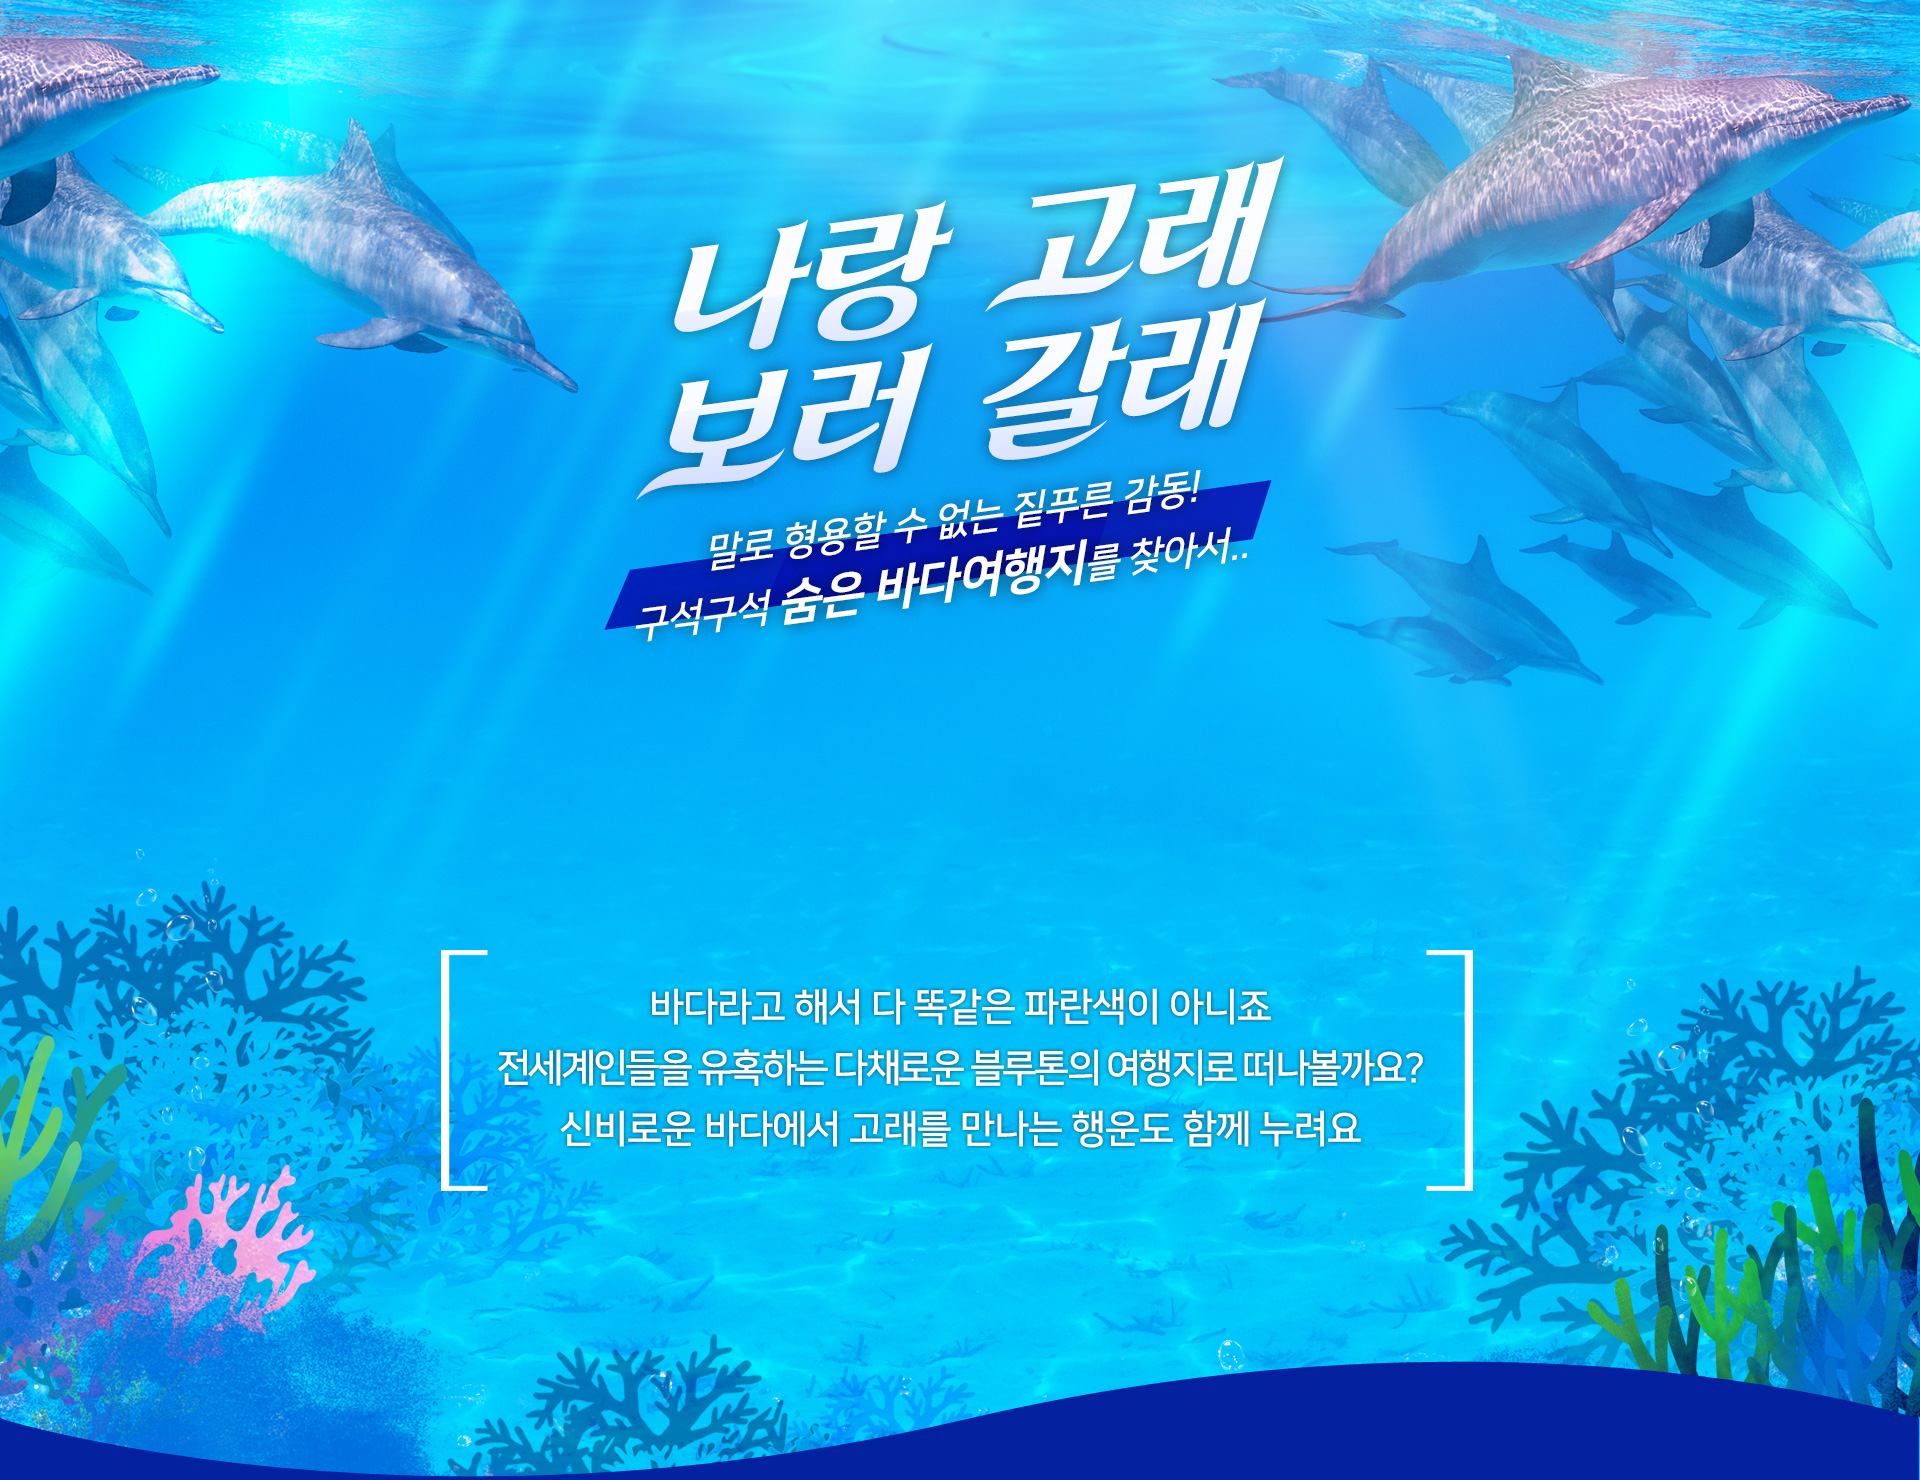 나랑 고래
보러 갈래
말로 형용할 수 없는 짙푸른 감동!
구석구석 숨은 바다여행지를 찾아서..
바다라고 해서 다 똑같은 파란색이 아니죠
전세계인들을 유혹하는 다채로운 블루톤의 여행지로 떠나볼까요?
신비로운 바다에서 고래를 만나는 행운도 함께 누려요